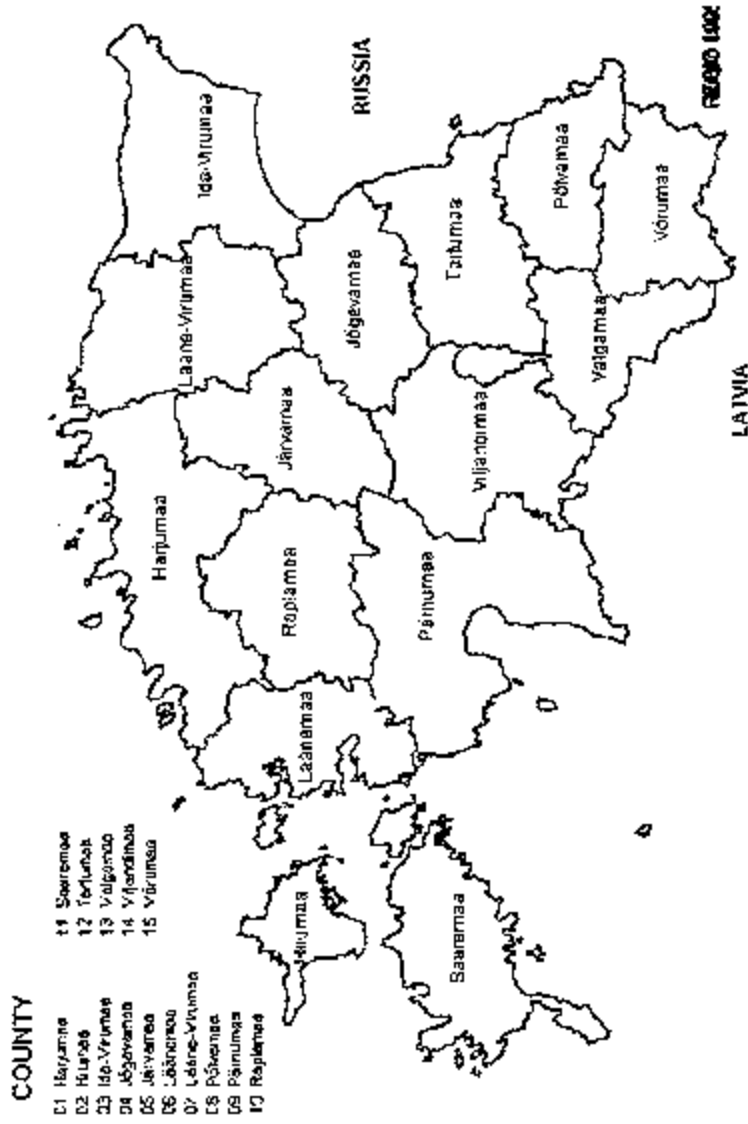 COUNTY
01 Harjumaa
02 Hiiumaa
03 Ida-Virumaa
04 Jõgevamaa
05 Järvamaa
06 Läänemaa
07 Lääne-Virumaa
08 Põlvamaa
09 Pärnumaa
10 Raplamaa
11 Saaremaa
12 Tartumaa
13 Valgamaa
14 Viljandimaa
15 Võrumaa
Hiiumaa
Saaremaa
Läänemaa
Harjumaa
Raplamaa
Pärnumaa
Järvamaa
Viljandimaa
Lääne-Virumaa
Jõgevamaa
Ida-Virumaa
Tartumaa
Valgamaa
Põlvamaa
Võrumaa
RUSSIA
LATVIA
REGIO